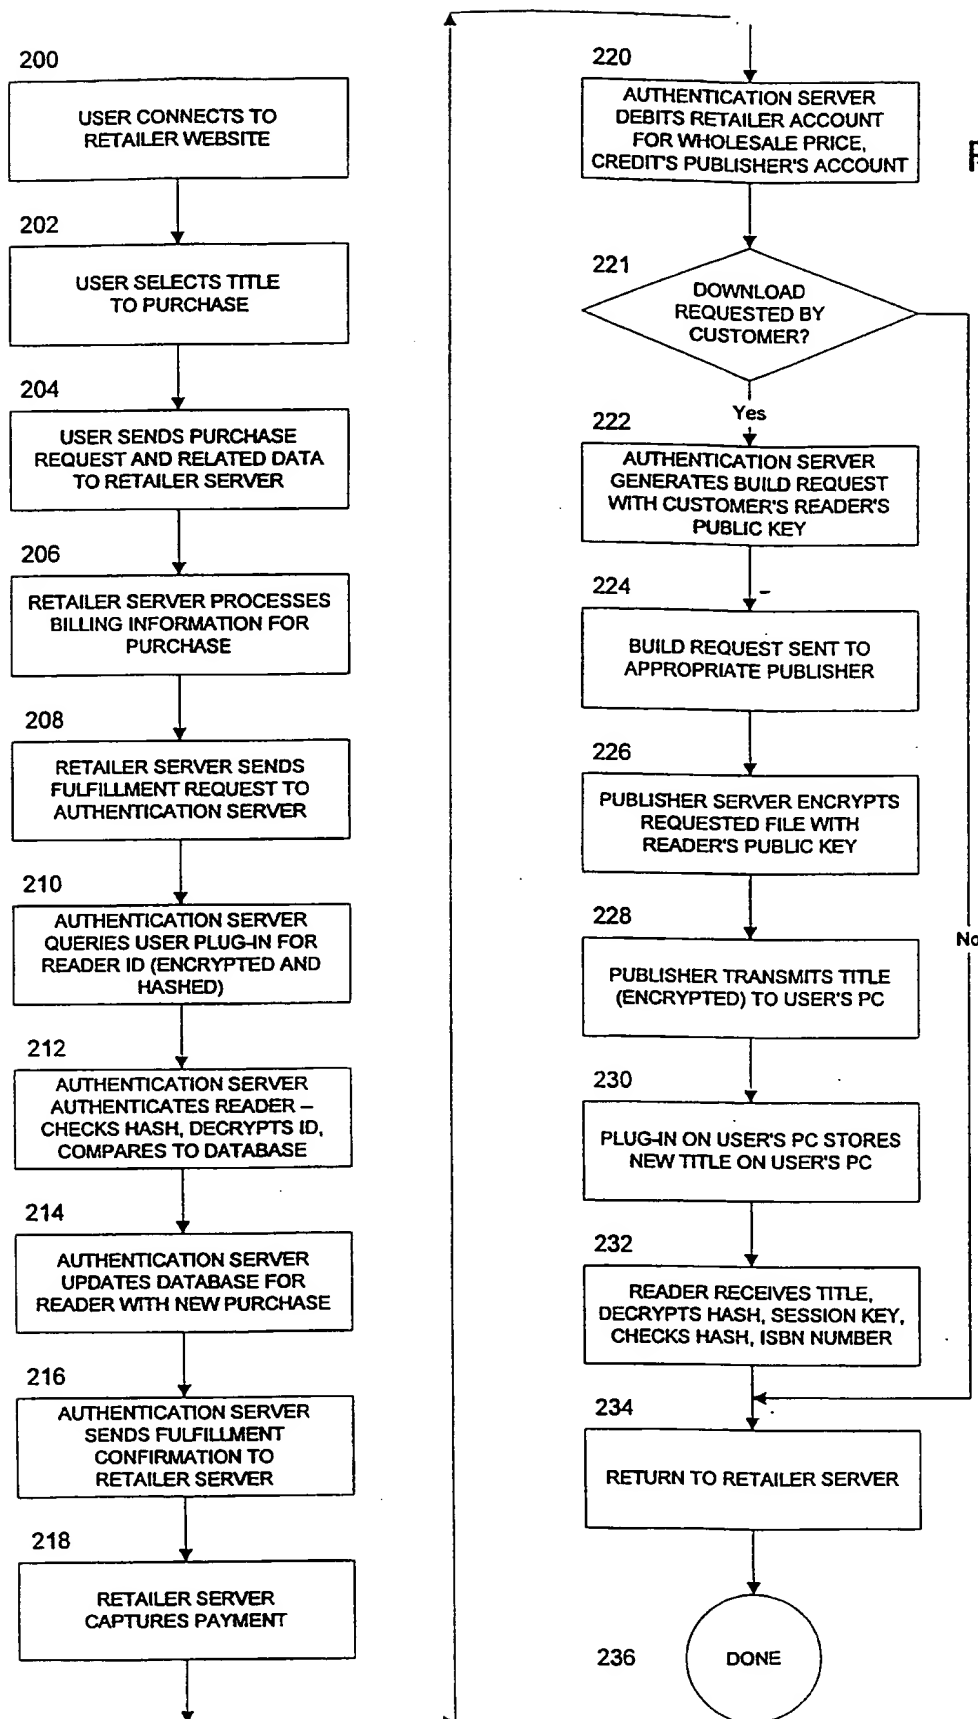 200
USER CONNECTS TO
RETAILER WEBSITE
202
USER SELECTS TITLE
TO PURCHASE
204
USER SENDS PURCHASE
REQUEST AND RELATED DATA
TO RETAILER SERVER
206
RETAILER SERVER PROCESSES
BILLING INFORMATION FOR
PURCHASE
208
RETAILER SERVER SENDS
FULFILLMENT REQUEST TO
AUTHENTICATION SERVER
210
AUTHENTICATION SERVER
QUERIES USER PLUG-IN FOR
READER ID (ENCRYPTED AND
HASHED)
212
AUTHENTICATION SERVER
AUTHENTICATES READER –
CHECKS HASH, DECRYPTS ID,
COMPARES TO DATABASE
214
AUTHENTICATION SERVER
UPDATES DATABASE FOR
READER WITH NEW PURCHASE
216
AUTHENTICATION SERVER
SENDS FULFILLMENT
CONFIRMATION TO
RETAILER SERVER
218
RETAILER SERVER
CAPTURES PAYMENT
220
AUTHENTICATION SERVER
DEBITS RETAILER ACCOUNT
FOR WHOLESALE PRICE,
CREDIT'S PUBLISHER'S ACCOUNT
221
DOWNLOAD
REQUESTED BY
CUSTOMER?
Yes
222
AUTHENTICATION SERVER
GENERATES BUILD REQUEST
WITH CUSTOMER'S READER'S
PUBLIC KEY
224
BUILD REQUEST SENT TO
APPROPRIATE PUBLISHER
226
PUBLISHER SERVER ENCRYPTS
REQUESTED FILE WITH
READER'S PUBLIC KEY
228
No
PUBLISHER TRANSMITS TITLE
(ENCRYPTED) TO USER'S PC
230
PLUG-IN ON USER'S PC STORES
NEW TITLE ON USER'S PC
232
READER RECEIVES TITLE,
DECRYPTS HASH, SESSION KEY,
CHECKS HASH, ISBN NUMBER
234
RETURN TO RETAILER SERVER
236
DONE